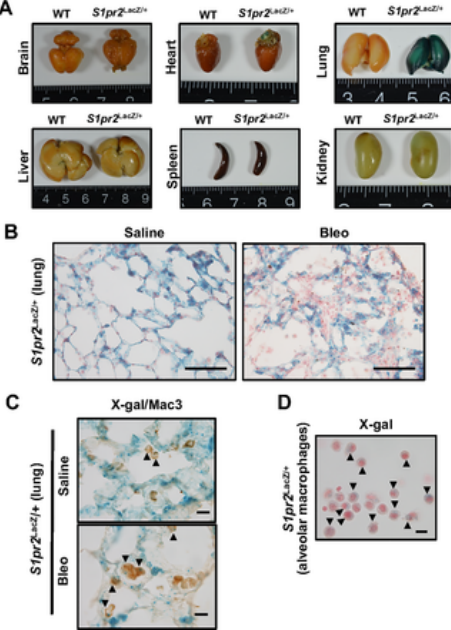 A
WT S1pr2LacZ/+ WT S1pr2LacZ/+ WT S1pr2LacZ/+
Brain Heart Lung
3 4 5 6
WT S1pr2LacZ/+ WT S1pr2LacZ/+ WT S1pr2LacZ/+
Liver Spleen Kidney
4 5 6 7 8 9 6 7 8 9
B
Saline Bleo
S1pr2LacZ/+ (lung)
C
X-gal/Mac3
S1pr2LacZ/+ (lung)
Saline
Bleo
D
X-gal
S1pr2LacZ/+
(alveolar macrophages)